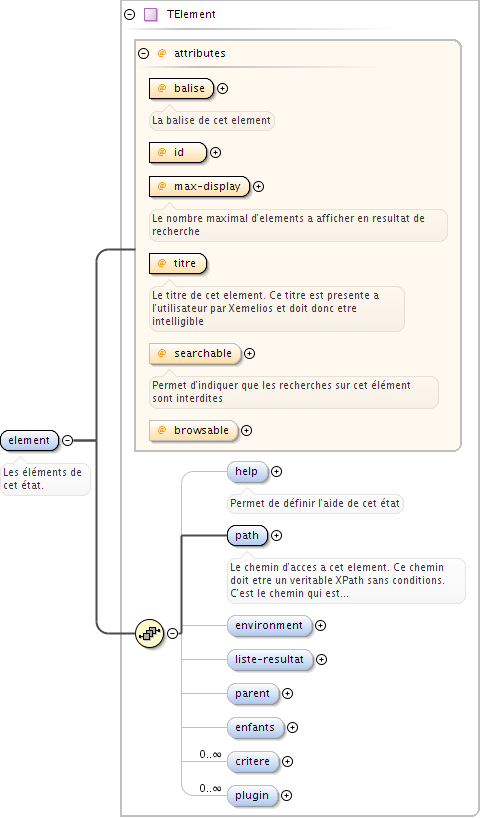 TElement
@ attributes
@ balise
La balise de cet element
@ id
@ max-display
Le nombre maximal d'elements a afficher en resultat de
recherche
@ titre
Le titre de cet element. Ce titre est presente a
l'utilisateur par Xemelios et doit donc etre
intelligible
@ searchable
Permet d'indiquer que les recherches sur cet élément
sont interdites
@ browsable
element
Les éléments de
cet état.
help
Permet de définir l'aide de cet état
path
Le chemin d'acces a cet element. Ce chemin
doit etre un veritable XPath sans conditions.
C'est le chemin qui est...
environment
liste-resultat
parent
enfants
0..∞ critere
0..∞ plugin